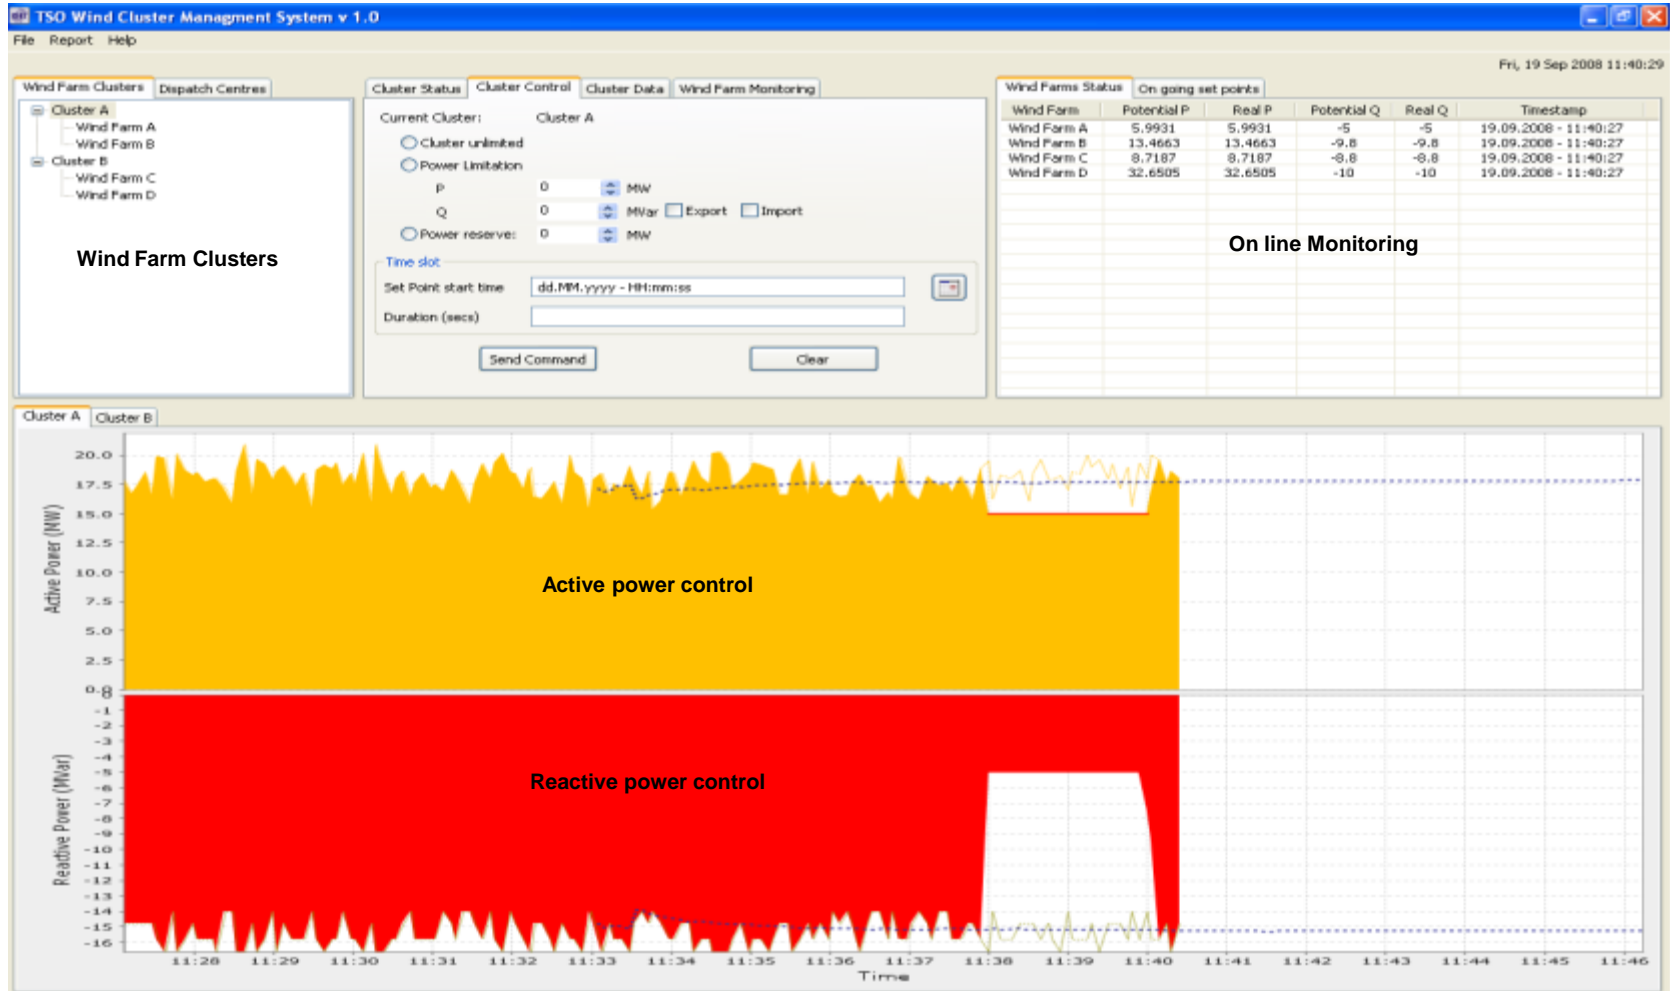 TSO Wind Cluster Managment System v 1.0
File Report Help
Fri, 19 Sep 2008 11:40:29
Wind Farm Clusters Dispatch Centres
Cluster A
Wind Farm A
Wind Farm B
Cluster B
Wind Farm C
Wind Farm D
Wind Farm Clusters
Cluster Status Cluster Control Cluster Data Wind Farm Monitoring
Current Cluster: Cluster A
Cluster unlimited
Power Limitation
P 0 MW
Q 0 MVar Export Import
Power reserve: 0 MW
Time slot
Set Point start time dd.MM.yyyy - HH:mm:ss
Duration (secs)
Send Command Clear
Wind Farms Status On going set points
Wind Farm Potential P Real P Potential Q Real Q Timestamp
Wind Farm A 5.9931 5.9931 -5 -5 19.09.2008 - 11:40:27
Wind Farm B 13.4663 13.4663 -9.8 -9.8 19.09.2008 - 11:40:27
Wind Farm C 8.7187 8.7187 -8.8 -8.8 19.09.2008 - 11:40:27
Wind Farm D 32.6505 32.6505 -10 -10 19.09.2008 - 11:40:27
On line Monitoring
Cluster A Cluster B
Active Power (MW)
20.0
17.5
15.0
12.5
10.0
7.5
5.0
2.5
0.0
Active power control
Reactive Power (MVar)
0
-1
-2
-3
-4
-5
-6
-7
-8
-9
-10
-11
-12
-13
-14
-15
-16
Reactive power control
11:28 11:29 11:30 11:31 11:32 11:33 11:34 11:35 11:36 11:37 11:38 11:39 11:40 11:41 11:42 11:43 11:44 11:45 11:46
Time